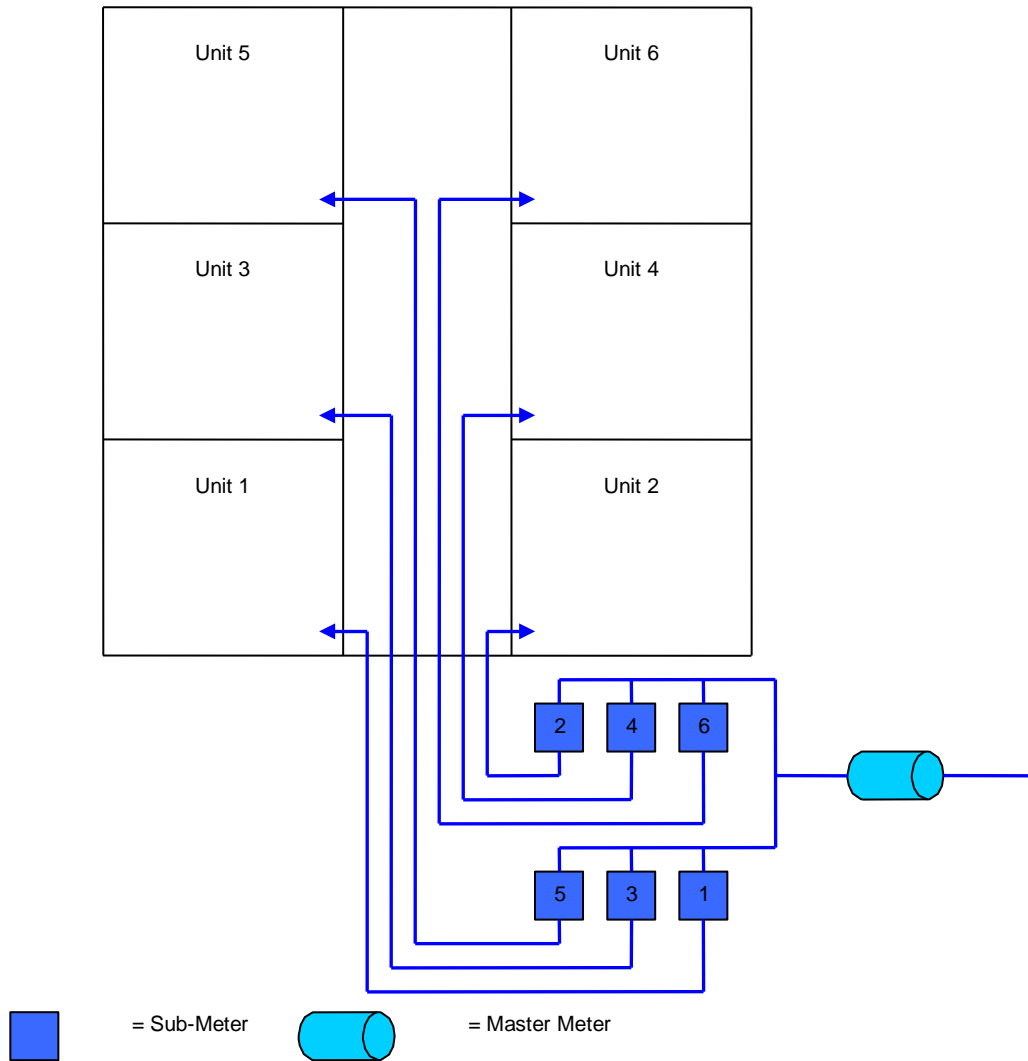 Unit 5
Unit 6
Unit 3
Unit 4
Unit 1
Unit 2
2 4 6
5 3 1
= Sub-Meter = Master Meter